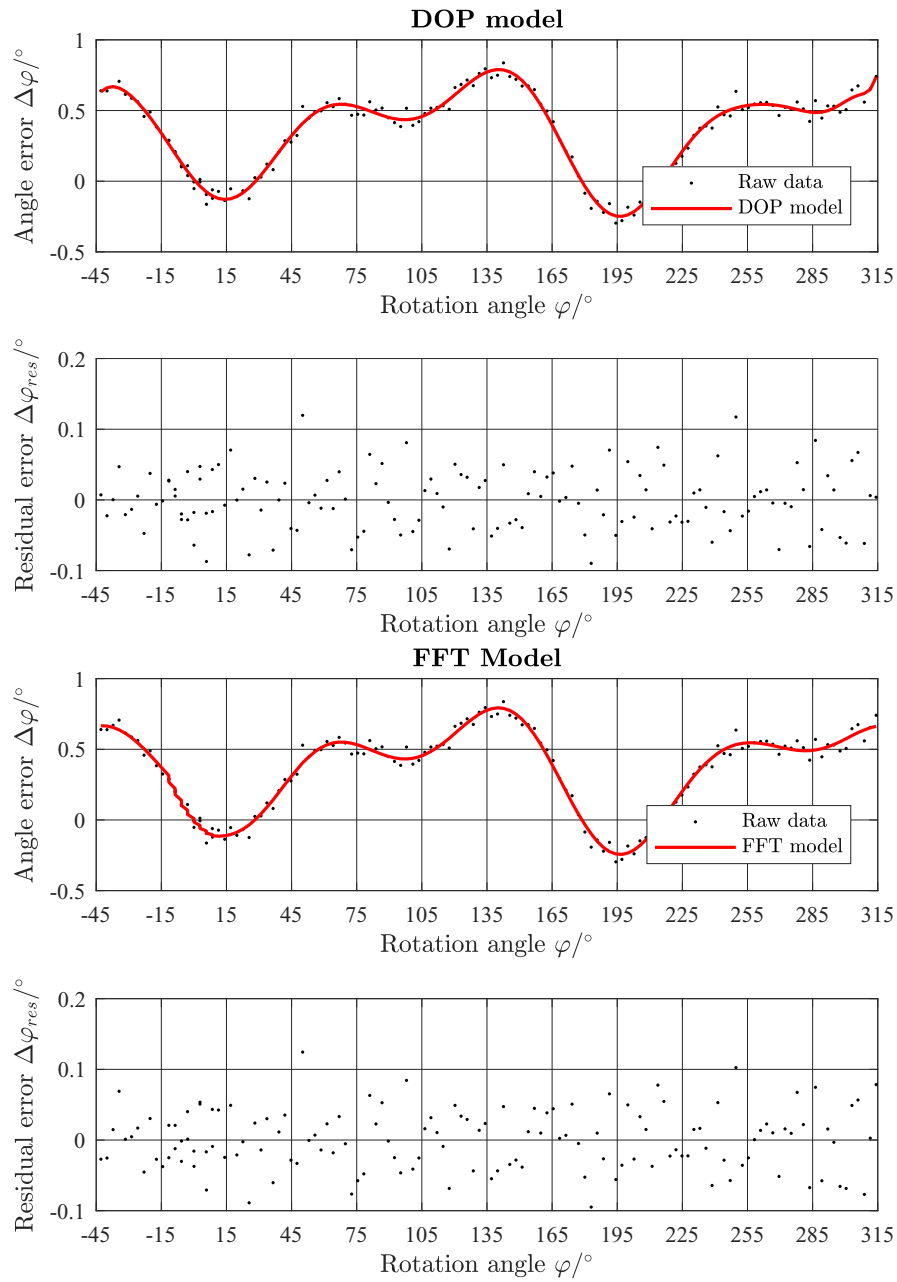 DOP model
Angle error Δφ/°
1
0.5
0
-0.5
-45 -15 15 45 75 105 135 165 195 225 255 285 315
Rotation angle φ/°
Raw data
DOP model
Residual error Δφres/°
0.2
0.1
0
-0.1
-45 -15 15 45 75 105 135 165 195 225 255 285 315
Rotation angle φ/°
FFT Model
Angle error Δφ/°
1
0.5
0
-0.5
-45 -15 15 45 75 105 135 165 195 225 255 285 315
Rotation angle φ/°
Raw data
FFT model
Residual error Δφres/°
0.2
0.1
0
-0.1
-45 -15 15 45 75 105 135 165 195 225 255 285 315
Rotation angle φ/°